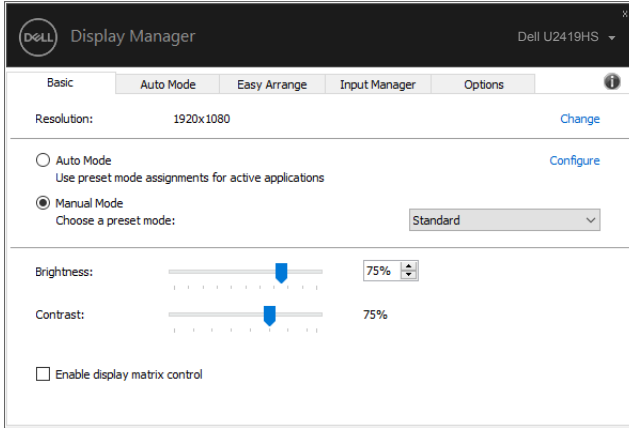 DELL Display Manager
Dell U2419HS
Basic Auto Mode Easy Arrange Input Manager Options
Resolution: 1920x1080 Change
Auto Mode Configure
Use preset mode assignments for active applications
Manual Mode
Choose a preset mode: Standard
Brightness: 75%
Contrast: 75%
Enable display matrix control